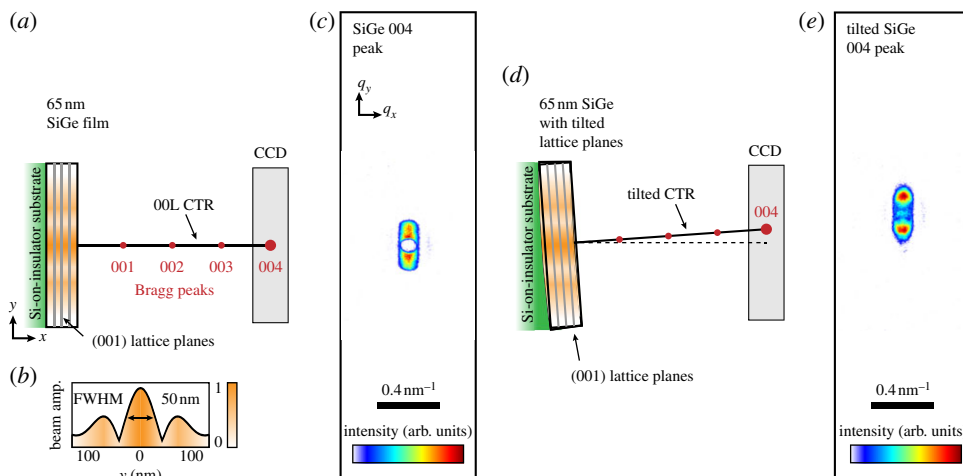 (a)
65 nm
SiGe film
Si-on-insulator substrate
CCD
00L CTR
001 002 003 004
Bragg peaks
(001) lattice planes
y
x
(b)
beam amp.
FWHM 50 nm
1
0
100 0 100
y (nm)
(c)
SiGe 004
peak
qy
qx
0.4 nm⁻¹
intensity (arb. units)
(d)
65 nm SiGe
with tilted
lattice planes
Si-on-insulator substrate
CCD
tilted CTR
004
(001) lattice planes
(e)
tilted SiGe
004 peak
0.4 nm⁻¹
intensity (arb. units)